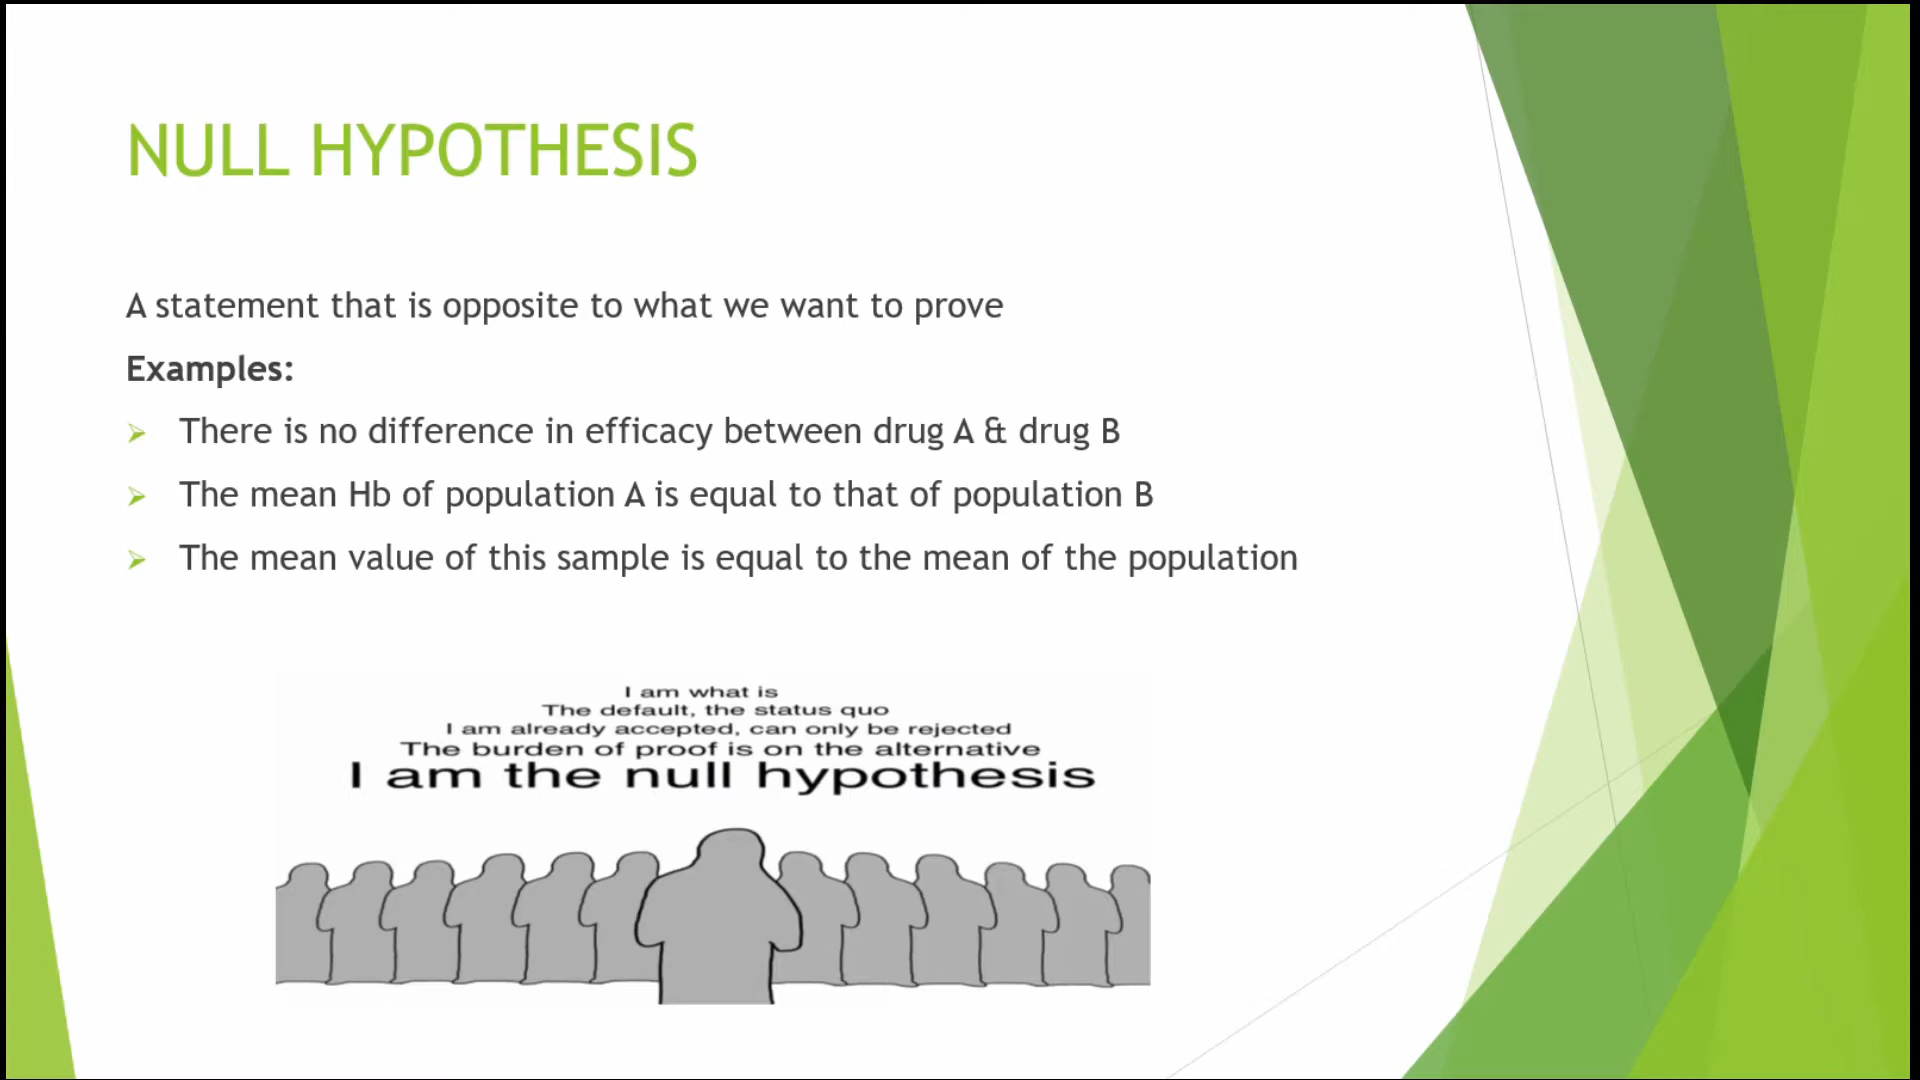 NULL HYPOTHESIS
A statement that is opposite to what we want to prove
Examples:
There is no difference in efficacy between drug A & drug B
The mean Hb of population A is equal to that of population B
The mean value of this sample is equal to the mean of the population
I am what is
The default, the status quo
I am already accepted, can only be rejected
The burden of proof is on the alternative
I am the null hypothesis